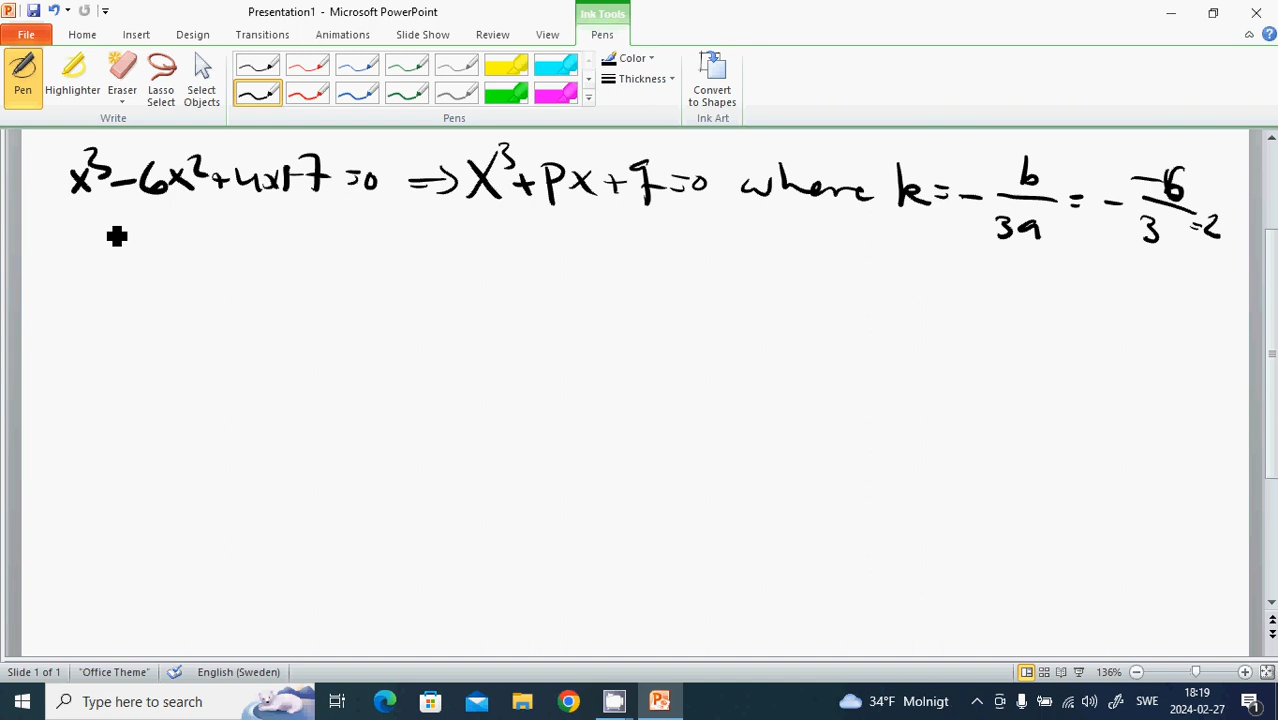 Presentation1 - Microsoft PowerPoint
Ink Tools
File Home Insert Design Transitions Animations Slide Show Review View Pens
Pen Highlighter Eraser Lasso Select Select Objects Color Thickness Convert to Shapes
Write Pens Ink Art
x³-6x²+4x+7=0 ⇒ X³+px+q=0 where k=-b/3a=-(-6)/3=2
Slide 1 of 1 "Office Theme" English (Sweden) 136%
Type here to search 34°F Molnigt SWE 18:19
2024-02-27 1